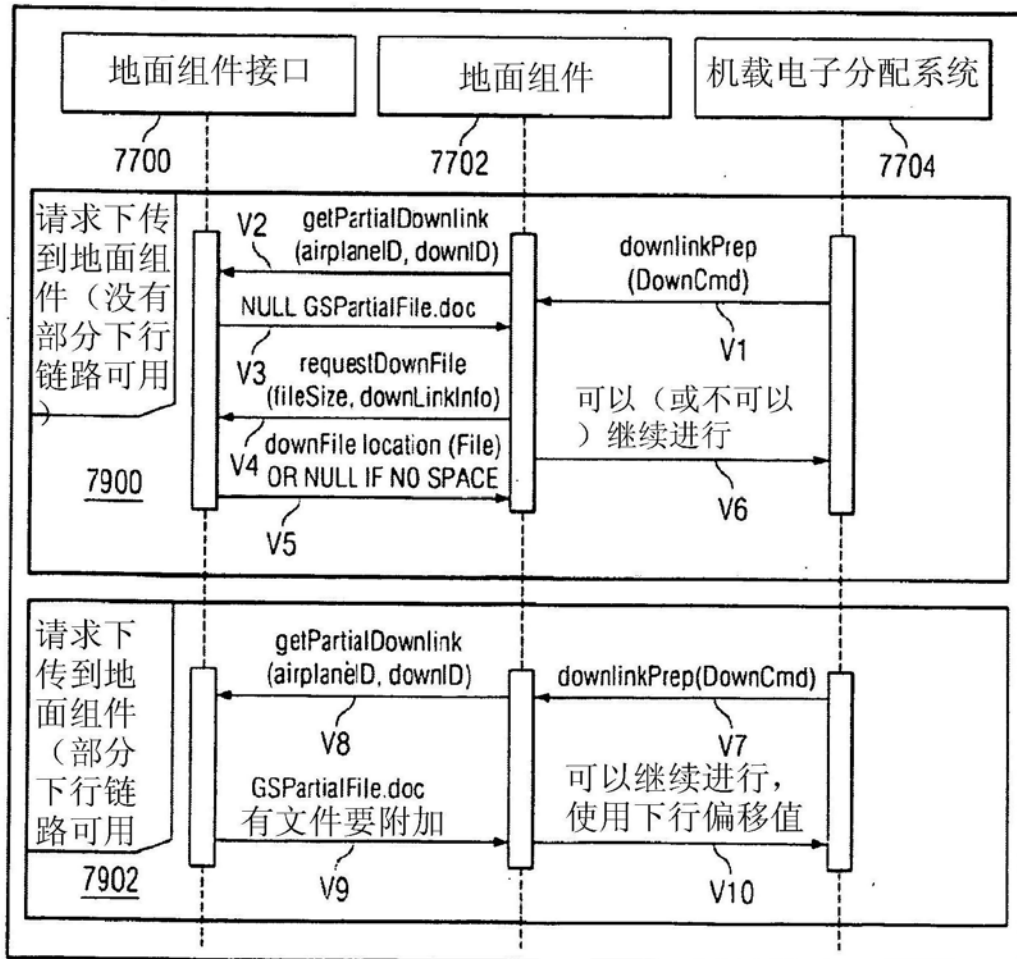 地面组件接口
地面组件
机载电子分配系统
7700
7702
7704
请求下传
到地面组
件（没有
部分下行
链路可用
）
7900
V2
getPartialDownlink
(airplaneID, downID)
downlinkPrep
(DownCmd)
V1
NULL GSPartialFile.doc
V3
requestDownFile
(fileSize, downLinkInfo)
V4
downFile location (File)
OR NULL IF NO SPACE
V5
可以（或不可以
）继续进行
V6
请求下
传到地
面组件
（部分
下行链
路可用
7902
getPartialDownlink
(airplaneID, downID)
V8
downlinkPrep(DownCmd)
V7
GSPartialFile.doc
有文件要附加
V9
可以继续进行，
使用下行偏移值
V10